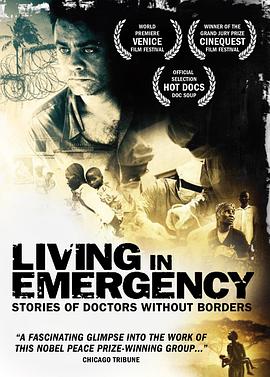 WORLD
PREMIERE
VENICE
FILM FESTIVAL
WINNER OF THE
GRAND JURY PRIZE
CINEQUEST
FILM FESTIVAL
OFFICIAL
SELECTION
HOT DOCS
DOC SOUP
LIVING IN
EMERGENCY
STORIES OF DOCTORS WITHOUT BORDERS
"A FASCINATING GLIMPSE INTO THE WORK OF
THIS NOBEL PEACE PRIZE-WINNING GROUP..."
CHICAGO TRIBUNE